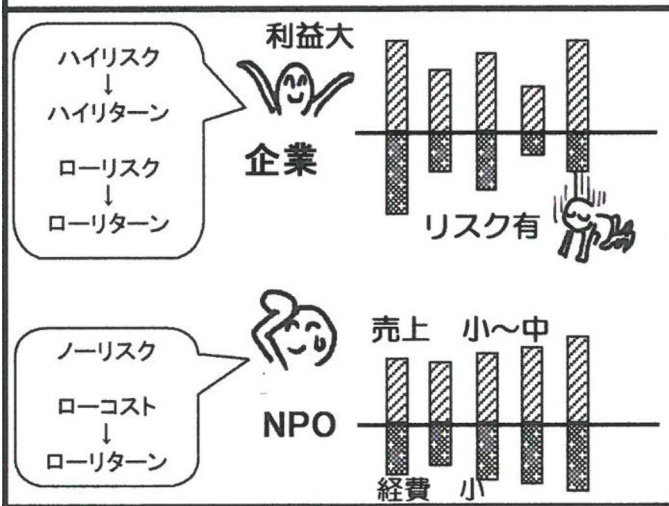 ハイリスク
↓
ハイリターン
ローリスク
↓
ローリターン
利益大
企業
リスク有
ノーリスク
ローコスト
↓
ローリターン
NPO
売上 小～中
経費 小